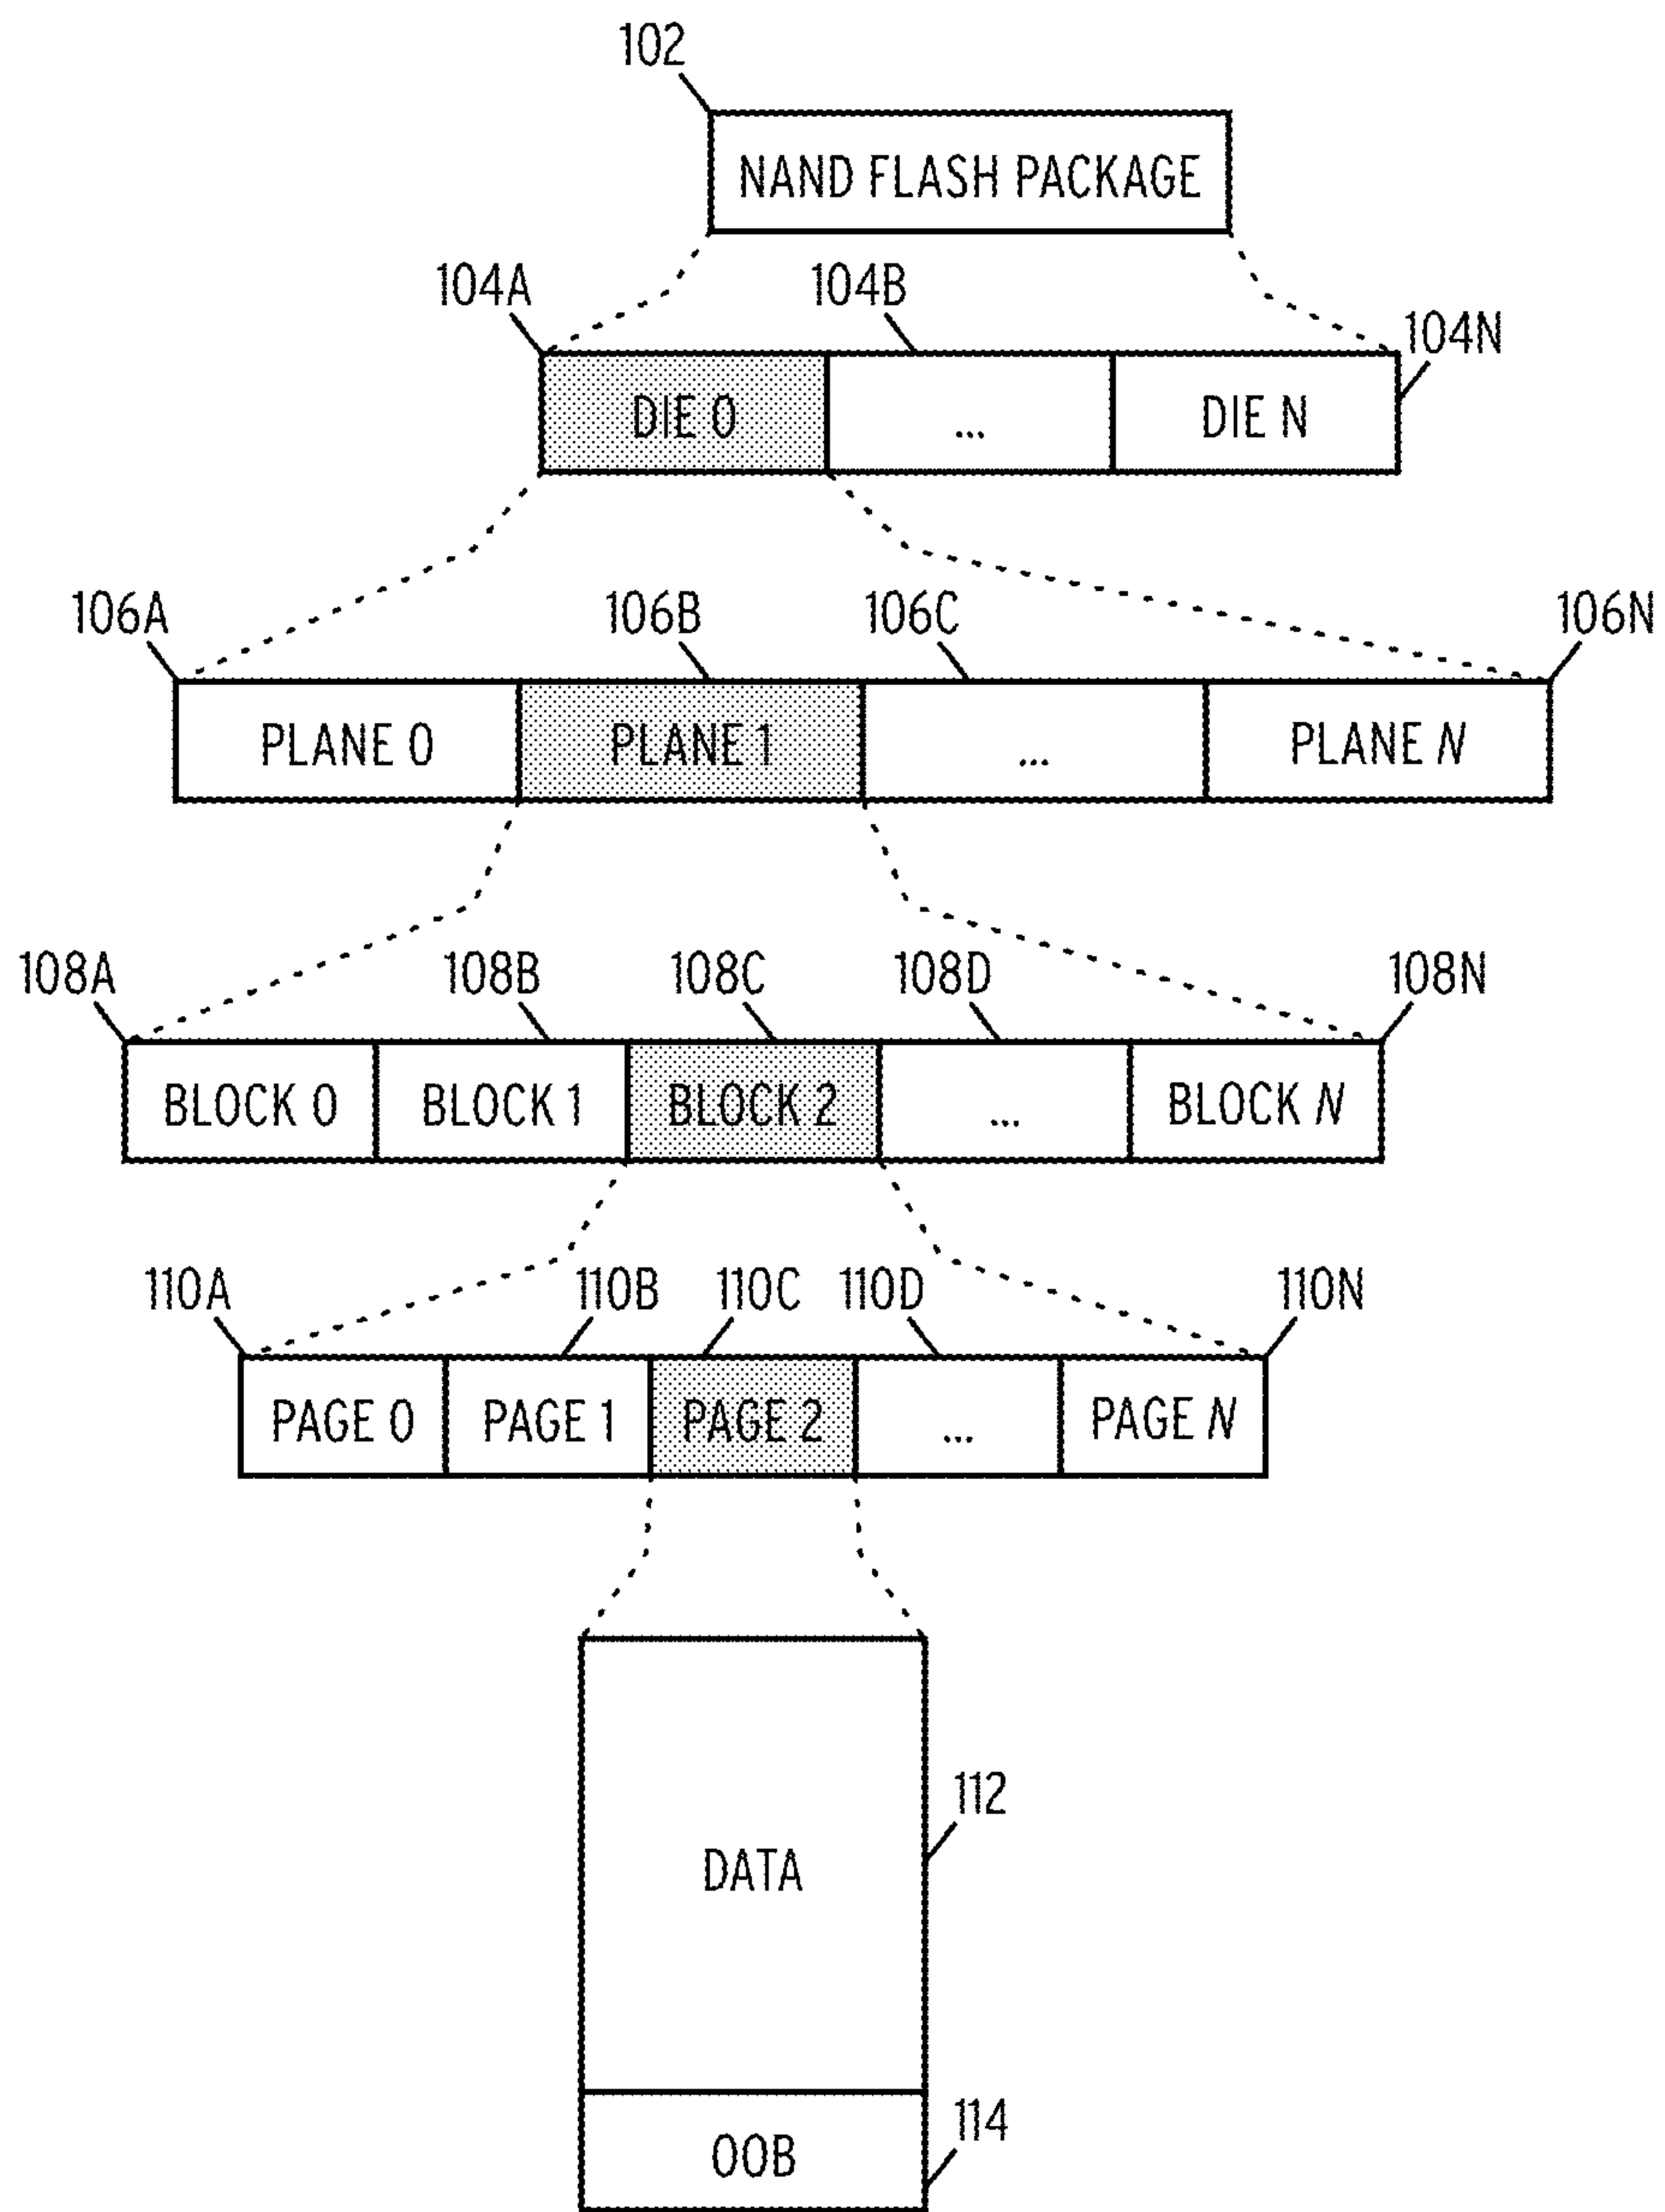 102
NAND FLASH PACKAGE
104A 104B 104N
DIE 0 ... DIE N
106A 106B 106C 106N
PLANE 0 PLANE 1 ... PLANE N
108A 108B 108C 108D 108N
BLOCK 0 BLOCK 1 BLOCK 2 ... BLOCK N
110A 110B 110C 110D 110N
PAGE 0 PAGE 1 PAGE 2 ... PAGE N
112
DATA
114
OOB